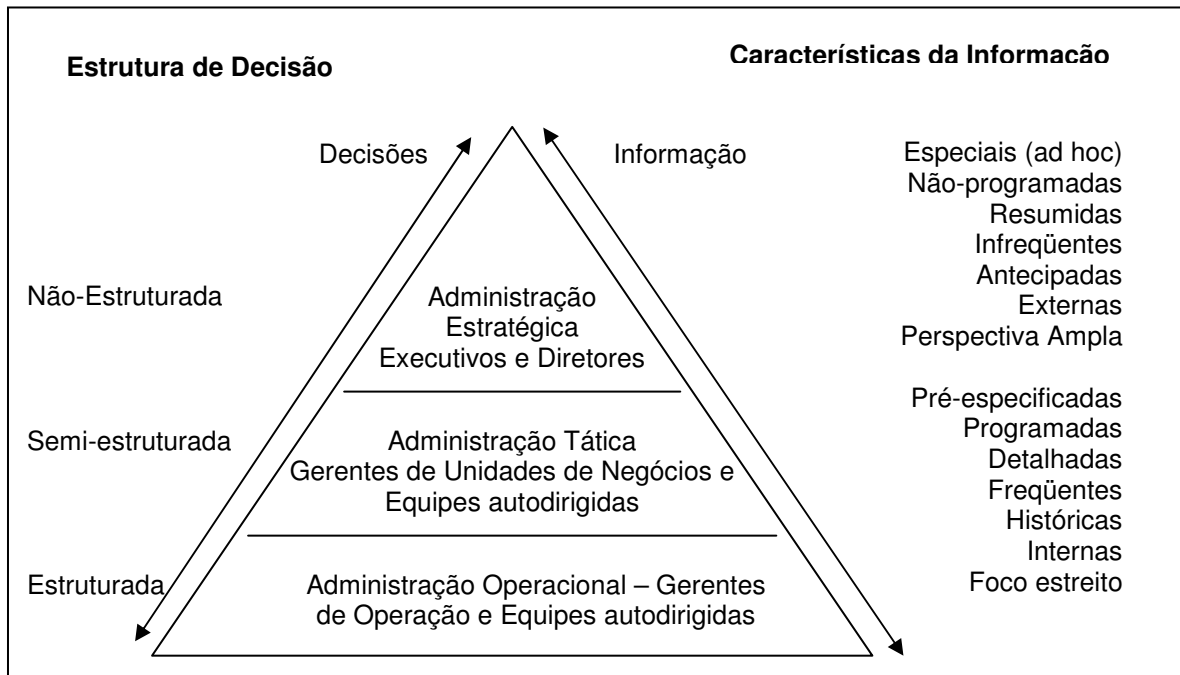 Estrutura de Decisão
Características da Informação
Decisões
Informação
Especiais (ad hoc)
Não-programadas
Resumidas
Infreqüentes
Antecipadas
Externas
Perspectiva Ampla
Não-Estruturada
Administração
Estratégica
Executivos e Diretores
Pré-especificadas
Programadas
Detalhadas
Freqüentes
Históricas
Internas
Foco estreito
Semi-estruturada
Administração Tática
Gerentes de Unidades de Negócios e
Equipes autodirigidas
Estruturada
Administração Operacional – Gerentes
de Operação e Equipes autodirigidas